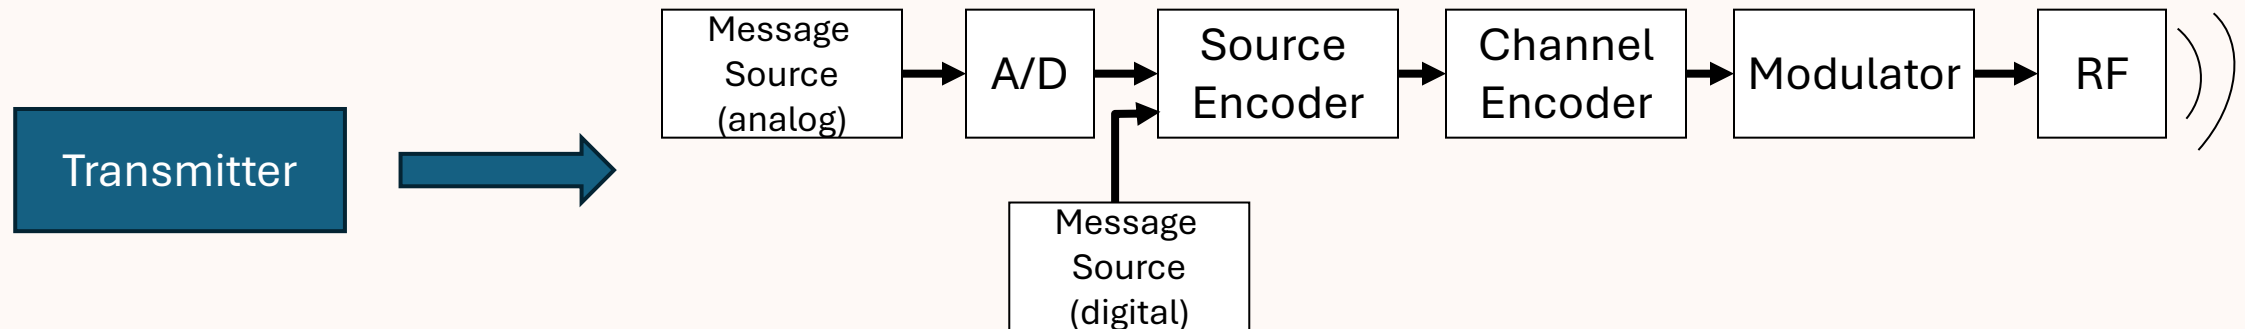 Transmitter
Message
Source
(analog)
A/D
Source
Encoder
Channel
Encoder
Modulator
RF
Message
Source
(digital)